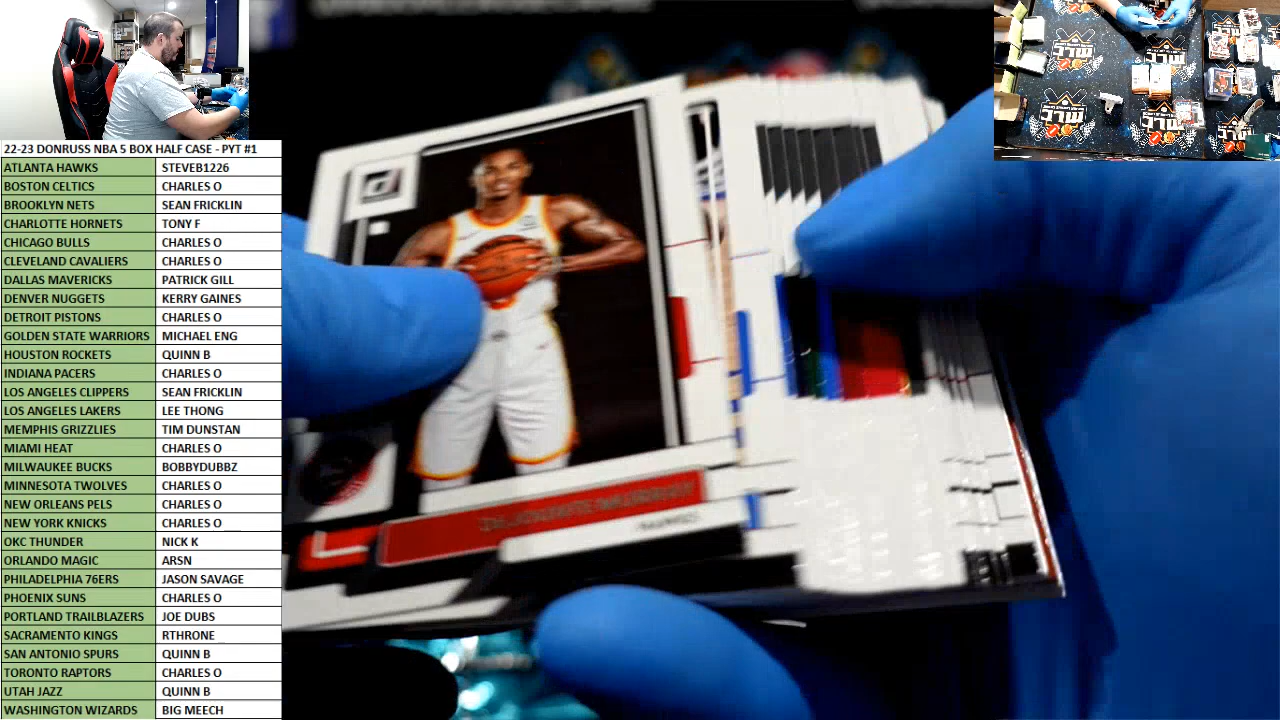 22-23 DONRUSS NBA 5 BOX HALF CASE - PYT #1
ATLANTA HAWKS STEVEB1226
BOSTON CELTICS CHARLES O
BROOKLYN NETS SEAN FRICKLIN
CHARLOTTE HORNETS TONY F
CHICAGO BULLS CHARLES O
CLEVELAND CAVALIERS CHARLES O
DALLAS MAVERICKS PATRICK GILL
DENVER NUGGETS KERRY GAINES
DETROIT PISTONS CHARLES O
GOLDEN STATE WARRIORS MICHAEL ENG
HOUSTON ROCKETS QUINN B
INDIANA PACERS CHARLES O
LOS ANGELES CLIPPERS SEAN FRICKLIN
LOS ANGELES LAKERS LEE THONG
MEMPHIS GRIZZLIES TIM DUNSTAN
MIAMI HEAT CHARLES O
MILWAUKEE BUCKS BOBBYDUBBZ
MINNESOTA TWOLVES CHARLES O
NEW ORLEANS PELS CHARLES O
NEW YORK KNICKS CHARLES O
OKC THUNDER NICK K
ORLANDO MAGIC ARSN
PHILADELPHIA 76ERS JASON SAVAGE
PHOENIX SUNS CHARLES O
PORTLAND TRAILBLAZERS JOE DUBS
SACRAMENTO KINGS RTHRONE
SAN ANTONIO SPURS QUINN B
TORONTO RAPTORS CHARLES O
UTAH JAZZ QUINN B
WASHINGTON WIZARDS BIG MEECH
DEJOUNTE MURRAY
HAWKS